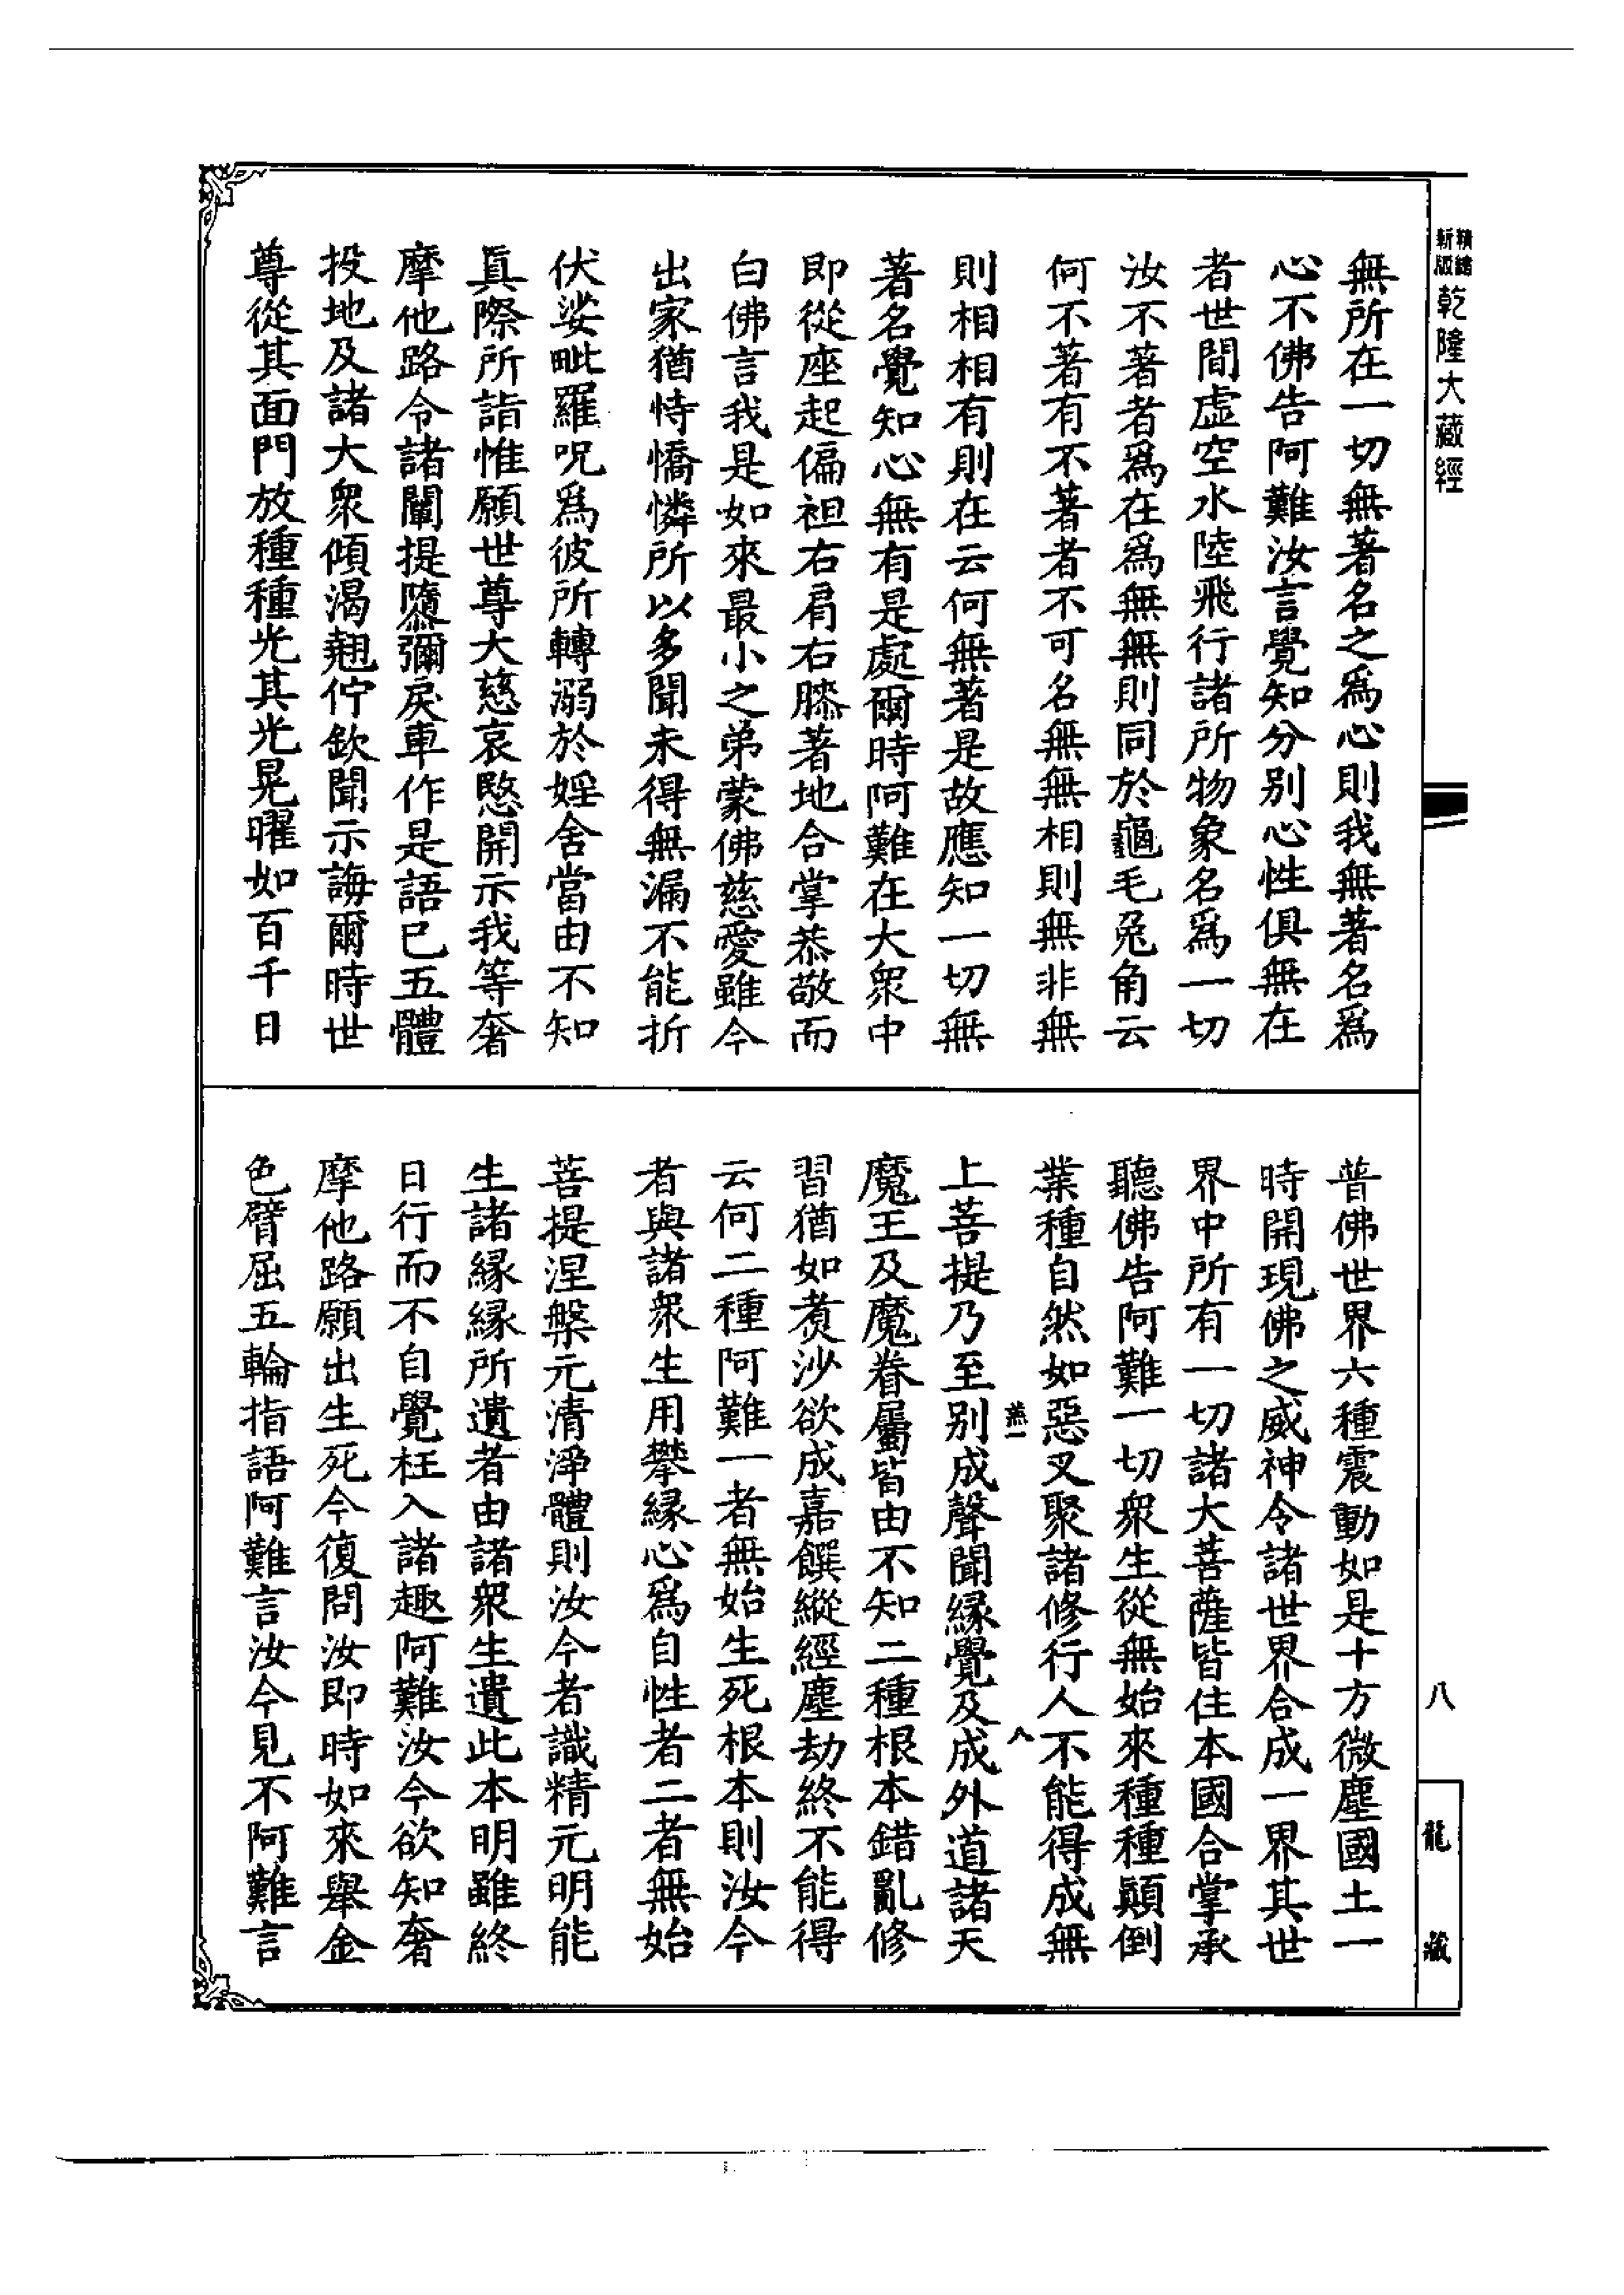 新版
精縮
乾隆大藏經
無所在一切無著名之爲心則我無著名爲
心不佛告阿難汝言覺知分別心性俱無在
者世間虛空水陸飛行諸所物象名爲一切
汝不著者爲在爲無無則同於龜毛兔角云
何不著有不著者不可名無無相則無非無
則相相有則在云何無著是故應知一切無
著名覺知心無有是處爾時阿難在大衆中
即從座起偏袒右肩右膝著地合掌恭敬而
白佛言我是如來最小之弟蒙佛慈愛雖今
出家猶恃憍憐所以多聞未得無漏不能折
伏娑毗羅呪爲彼所轉溺於婬舍當由不知
眞際所詣惟願世尊大慈哀愍開示我等奢
摩他路令諸闡提隳彌戾車作是語已五體
投地及諸大衆傾渴翹佇欽聞示誨爾時世
尊從其面門放種種光其光晃曜如百千日
普佛世界六種震動如是十方微塵國土一
時開現佛之威神令諸世界合成一界其世
界中所有一切諸大菩薩皆住本國合掌承
聽佛告阿難一切衆生從無始來種種顛倒
業種自然如惡叉聚諸修行人不能得成無
上菩提乃至別成聲聞緣覺及成外道諸天
魔王及魔眷屬皆由不知二種根本錯亂修
習猶如煑沙欲成嘉饌縱經塵劫終不能得
云何二種阿難一者無始生死根本則汝今
者與諸衆生用攀緣心爲自性者二者無始
菩提涅槃元清淨體則汝今者識精元明能
生諸緣緣所遺者由諸衆生遺此本明雖終
日行而不自覺枉入諸趣阿難汝今欲知奢
摩他路願出生死今復問汝即時如來舉金
色臂屈五輪指語阿難言汝今見不阿難言
八
龍藏